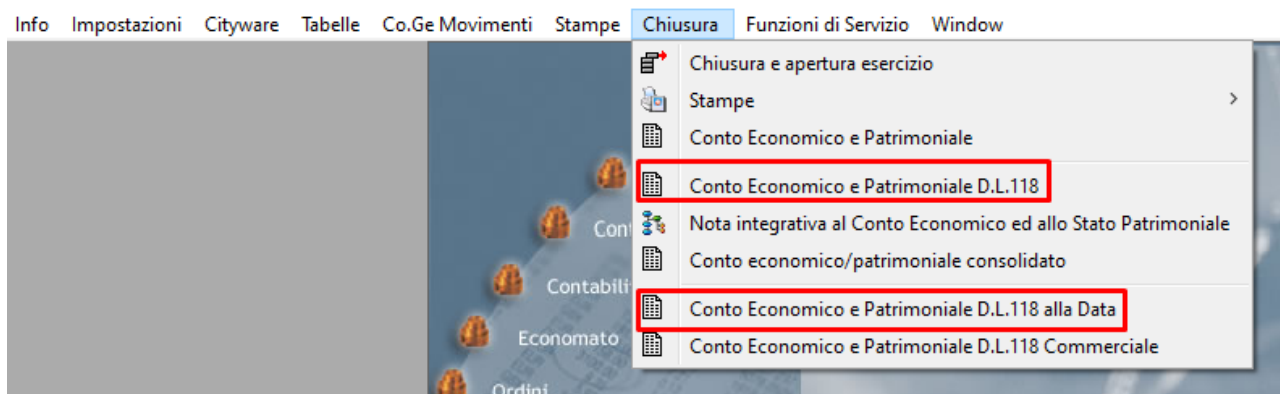 Info Impostazioni Cityware Tabelle Co.Ge Movimenti Stampe Chiusura Funzioni di Servizio Window
Chiusura e apertura esercizio
Stampe
Conto Economico e Patrimoniale
Conto Economico e Patrimoniale D.L.118
Nota integrativa al Conto Economico ed allo Stato Patrimoniale
Conto economico/patrimoniale consolidato
Conto Economico e Patrimoniale D.L.118 alla Data
Conto Economico e Patrimoniale D.L.118 Commerciale
Economato
Ordini